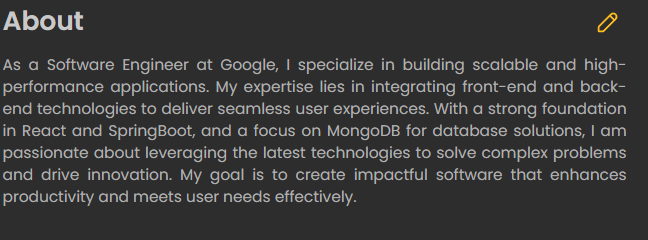 About
As a Software Engineer at Google, I specialize in building scalable and high-
performance applications. My expertise lies in integrating front-end and back-
end technologies to deliver seamless user experiences. With a strong foundation
in React and SpringBoot, and a focus on MongoDB for database solutions, I am
passionate about leveraging the latest technologies to solve complex problems
and drive innovation. My goal is to create impactful software that enhances
productivity and meets user needs effectively.